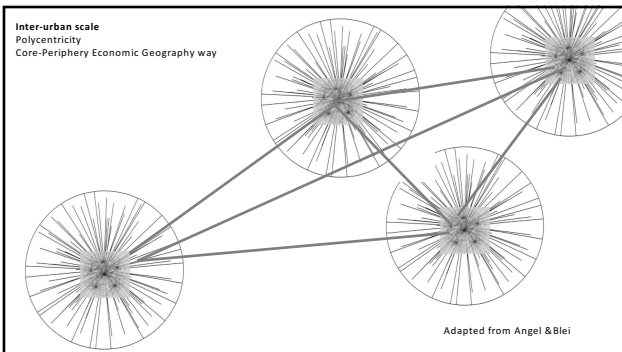 Inter-urban scale
Polycentricity
Core-Periphery Economic Geography way
Adapted from Angel &Blei